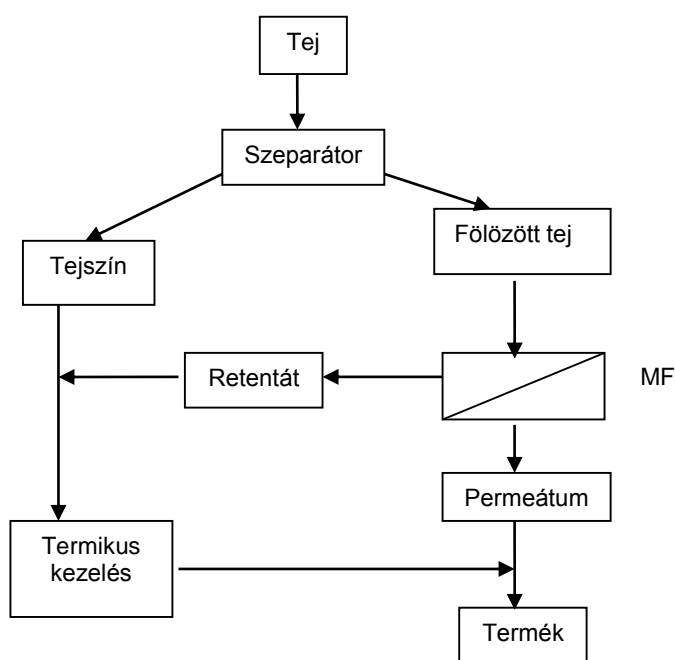 Tej
Szeparátor
Fölözött tej
Tejszín
Retentát
MF
Permeátum
Termikus
kezelés
Termék